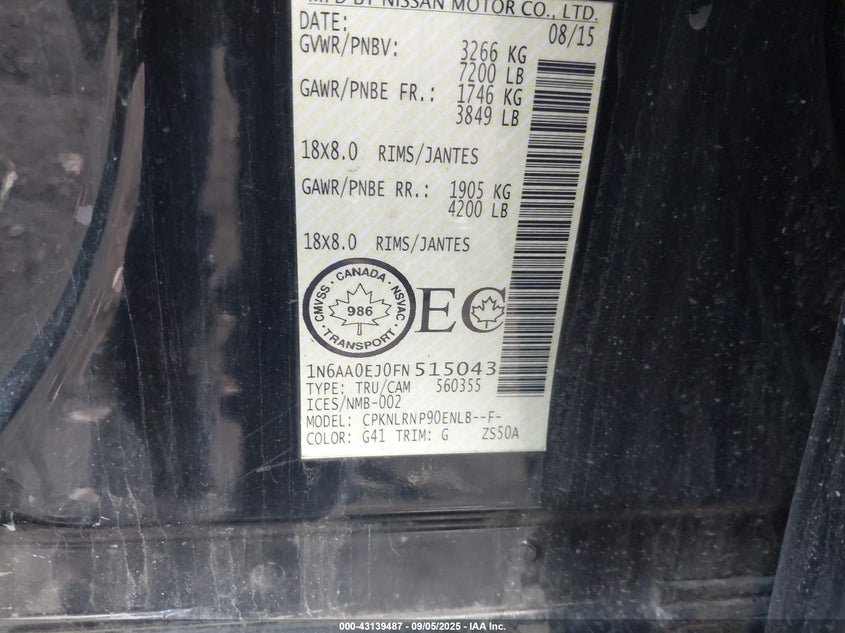 MFD BY NISSAN MOTOR CO., LTD.
DATE: 08/15
GVWR/PNBV: 3266 KG
7200 LB
GAWR/PNBE FR.: 1746 KG
3849 LB
18X8.0 RIMS/JANTES
GAWR/PNBE RR.: 1905 KG
4200 LB
18X8.0 RIMS/JANTES
CMVSS · CANADA · NSVAC
986
· TRANSPORT ·
EC
1N6AA0EJ0FN515043
TYPE: TRU/CAM 560355
ICES/NMB-002
MODEL: CPKNLRNP90ENLB--F-
COLOR: G41 TRIM: G ZS50A
000-43139487 - 09/05/2025 - IAA Inc.